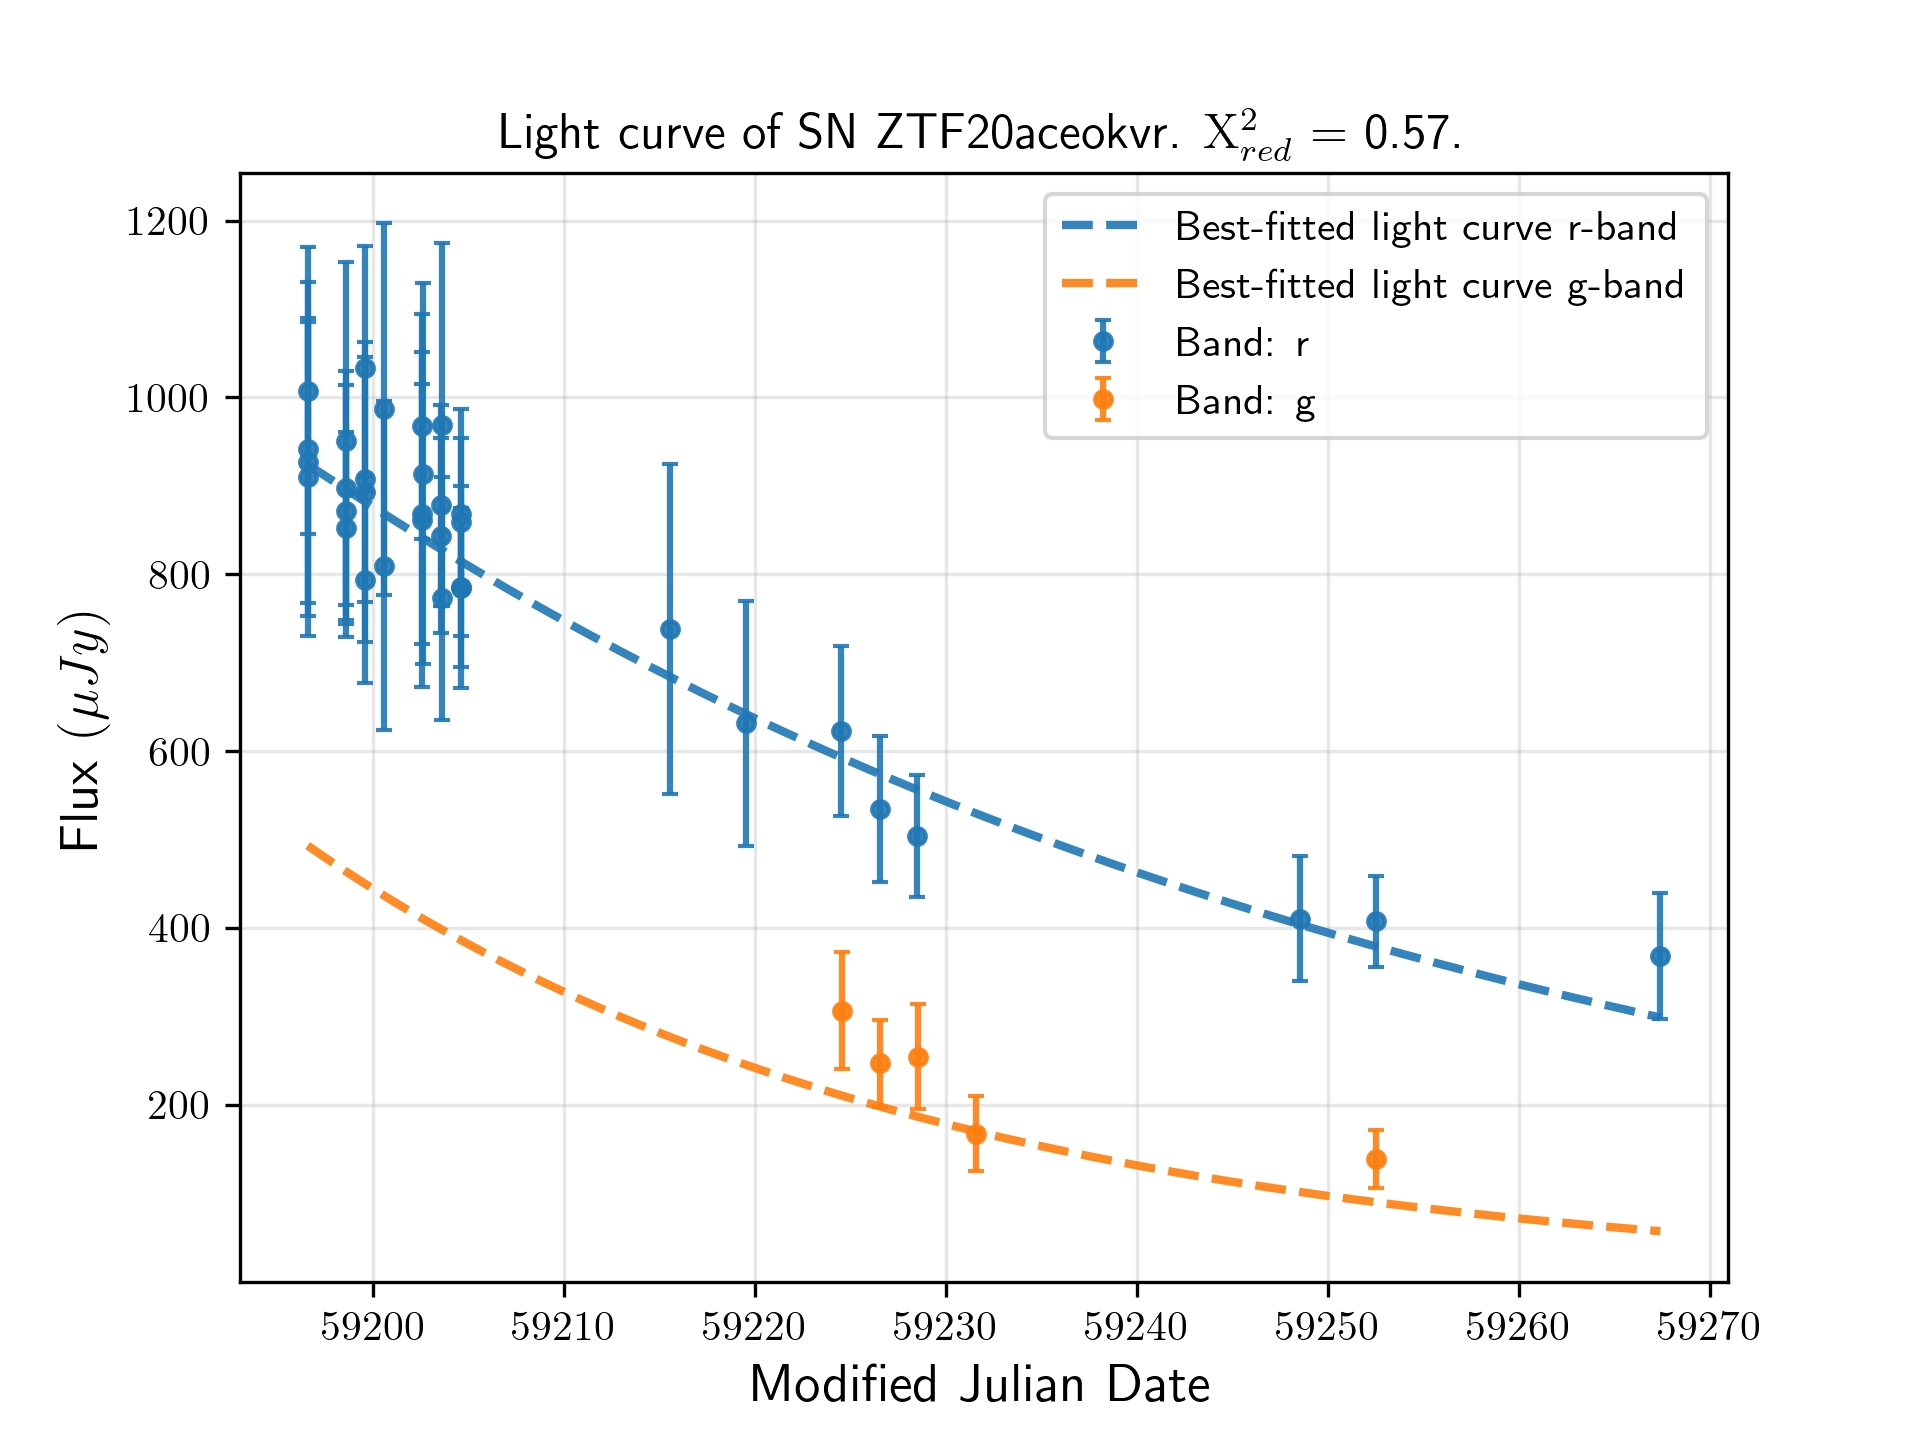 Light curve of SN ZTF20aceokvr. X²_red = 0.57.
Best-fitted light curve r-band
Best-fitted light curve g-band
Band: r
Band: g
1200
1000
800
600
400
200
Flux (μJy)
59200 59210 59220 59230 59240 59250 59260 59270
Modified Julian Date